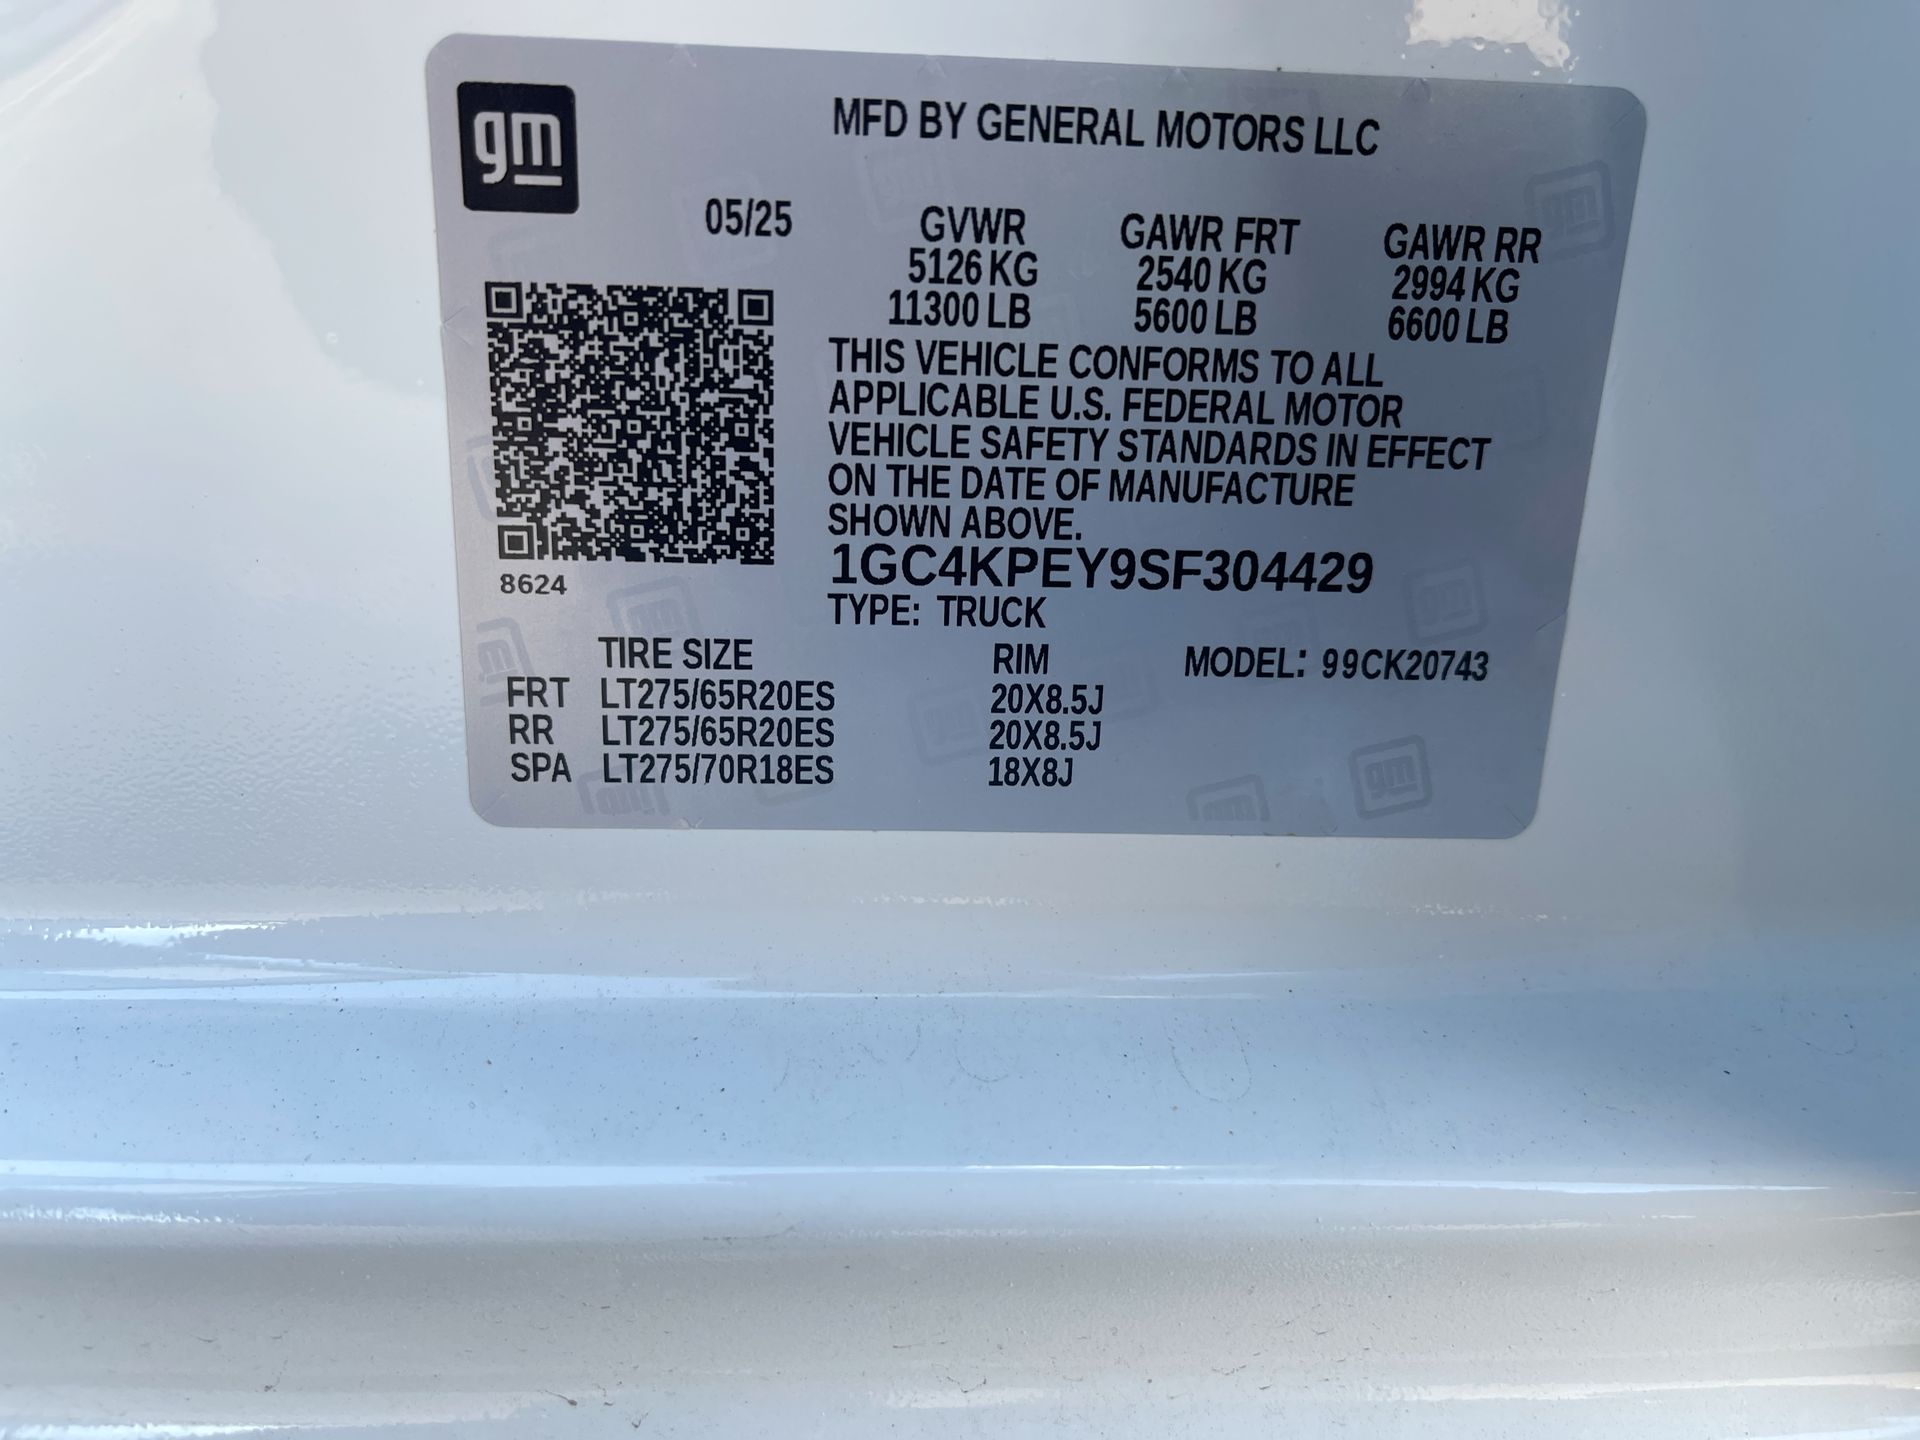 gm
MFD BY GENERAL MOTORS LLC
05/25 GVWR GAWR FRT GAWR RR
5126 KG 2540 KG 2994 KG
11300 LB 5600 LB 6600 LB
THIS VEHICLE CONFORMS TO ALL
APPLICABLE U.S. FEDERAL MOTOR
VEHICLE SAFETY STANDARDS IN EFFECT
ON THE DATE OF MANUFACTURE
SHOWN ABOVE.
1GC4KPEY9SF304429
8624
TYPE: TRUCK
TIRE SIZE RIM MODEL: 99CK20743
FRT LT275/65R20ES 20X8.5J
RR LT275/65R20ES 20X8.5J
SPA LT275/70R18ES 18X8J